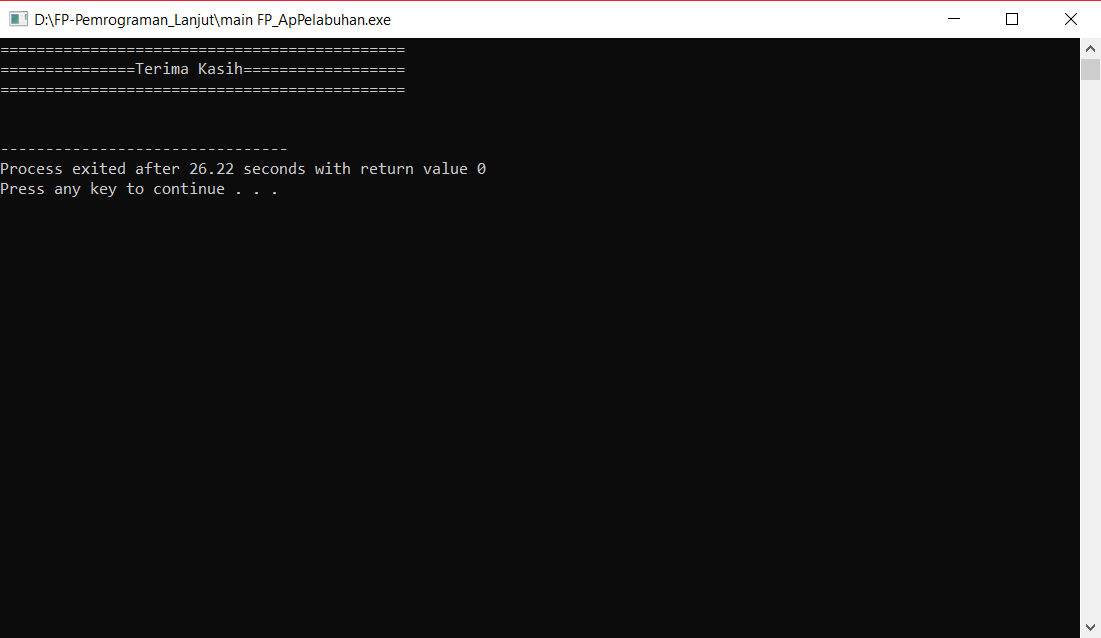 D:\FP-Pemrograman_Lanjut\main FP_ApPelabuhan.exe
=============================================
===============Terima Kasih==================
=============================================
--------------------------------
Process exited after 26.22 seconds with return value 0
Press any key to continue . . .